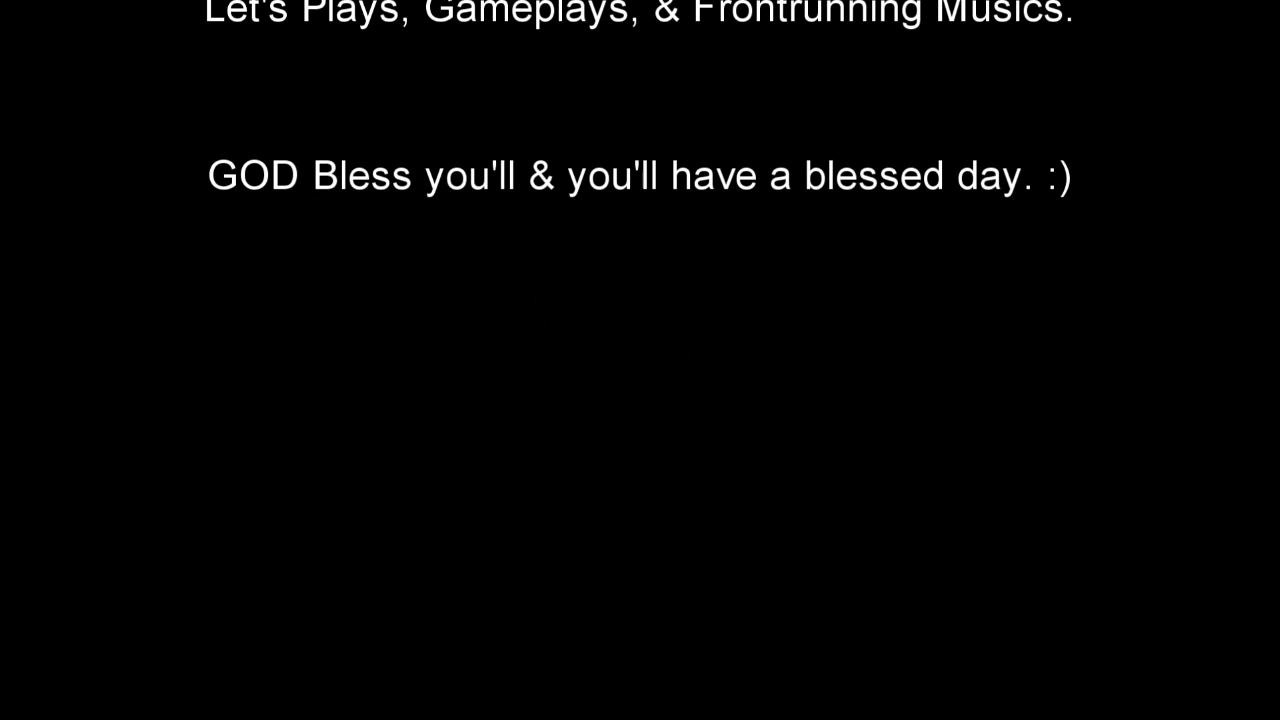 Let's Plays, Gameplays, & Frontrunning Musics.
GOD Bless you'll & you'll have a blessed day. :)